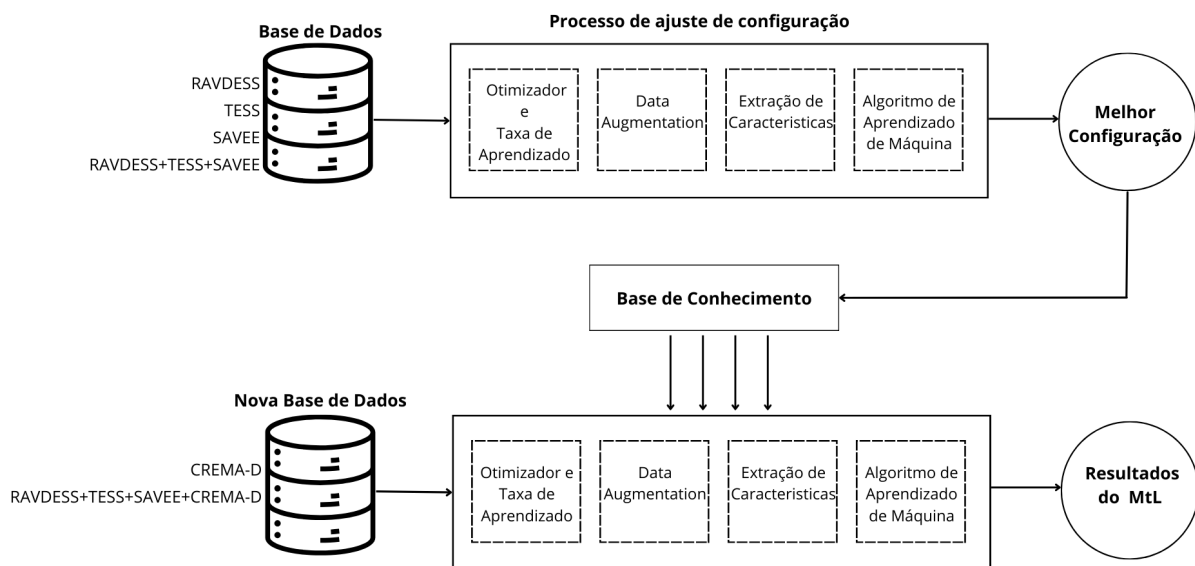 Processo de ajuste de configuração
Base de Dados
RAVDESS
TESS
SAVEE
RAVDESS+TESS+SAVEE
Otimizador
e
Taxa de
Aprendizado
Data
Augmentation
Extração de
Caracteristicas
Algoritmo de
Aprendizado
de Máquina
Melhor
Configuração
Base de Conhecimento
Nova Base de Dados
CREMA-D
RAVDESS+TESS+SAVEE+CREMA-D
Otimizador e
Taxa de
Aprendizado
Data
Augmentation
Extração de
Caracteristicas
Algoritmo de
Aprendizado
de Máquina
Resultados
do MtL